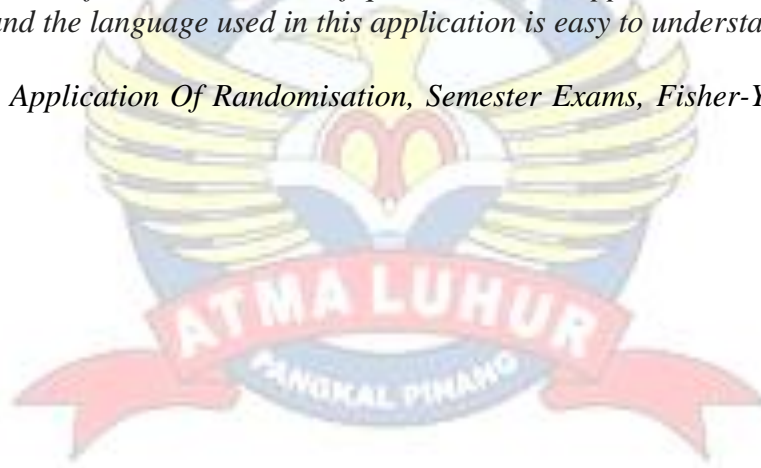 and the language used in this application is easy to understa
Application Of Randomisation, Semester Exams, Fisher-Y
ATMA LUHUR
PANGKAL PINANG